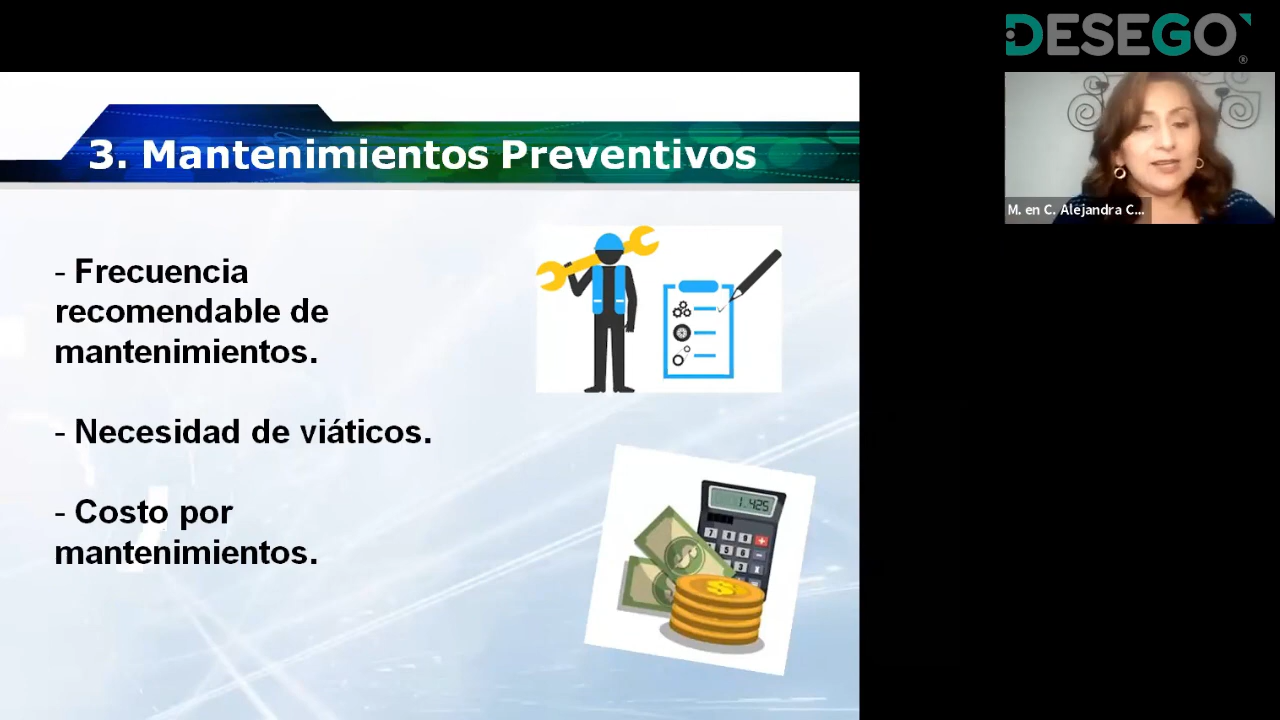 DESEGO
®
M. en C. Alejandra C...
3. Mantenimientos Preventivos
- Frecuencia
recomendable de
mantenimientos.
- Necesidad de viáticos.
- Costo por
mantenimientos.
1.425